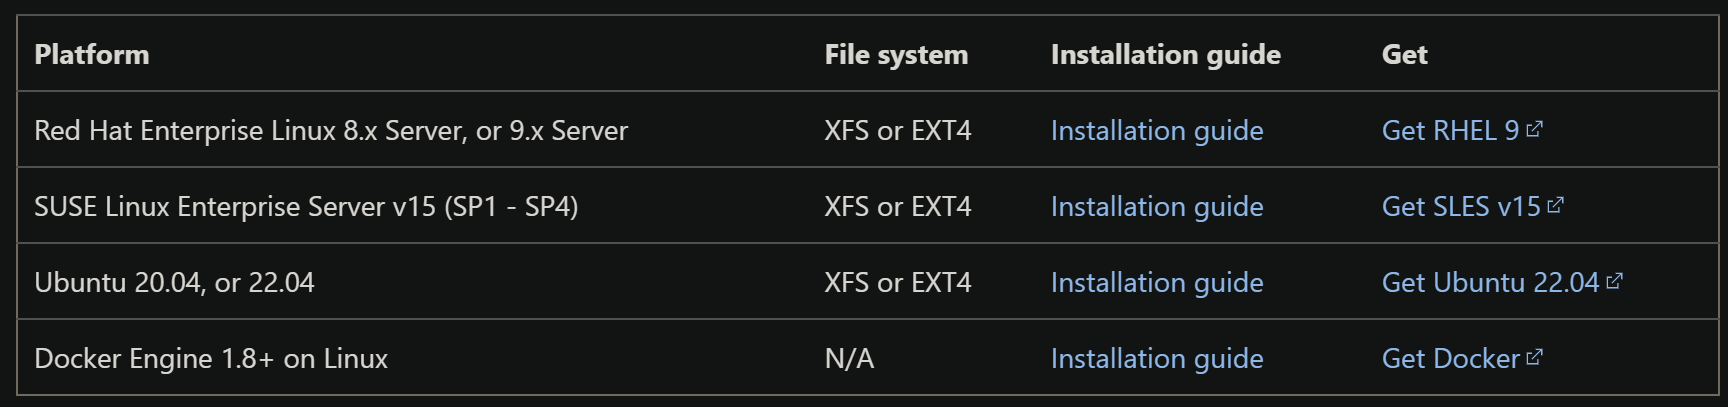 Platform File system Installation guide Get
Red Hat Enterprise Linux 8.x Server, or 9.x Server XFS or EXT4 Installation guide Get RHEL 9
SUSE Linux Enterprise Server v15 (SP1 - SP4) XFS or EXT4 Installation guide Get SLES v15
Ubuntu 20.04, or 22.04 XFS or EXT4 Installation guide Get Ubuntu 22.04
Docker Engine 1.8+ on Linux N/A Installation guide Get Docker